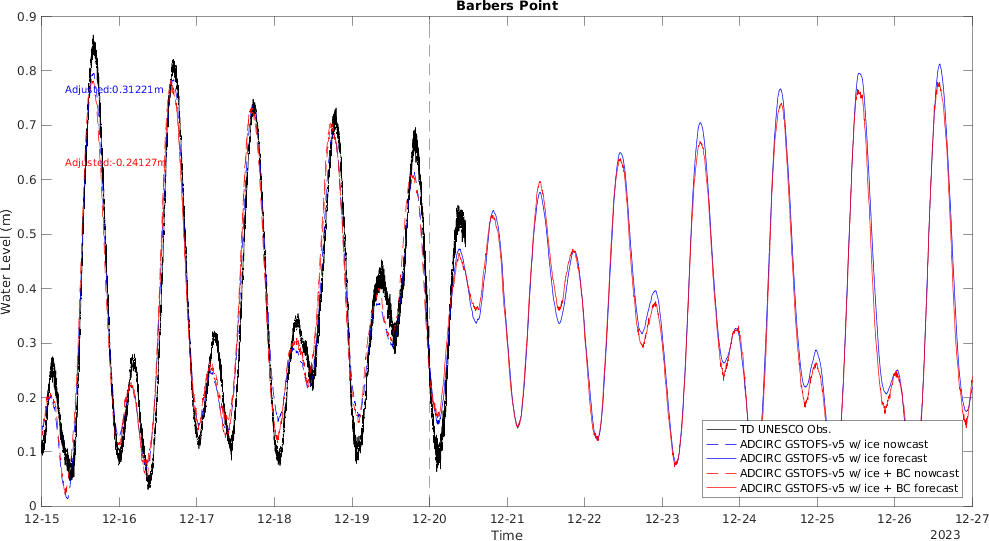 Barbers Point
0.9
0.8
0.7
0.6
0.5
0.4
0.3
0.2
0.1
0
Water Level (m)
Adjusted:0.31221m
Adjusted:-0.24127m
TD UNESCO Obs.
ADCIRC GSTOFS-v5 w/ ice nowcast
ADCIRC GSTOFS-v5 w/ ice forecast
ADCIRC GSTOFS-v5 w/ ice + BC nowcast
ADCIRC GSTOFS-v5 w/ ice + BC forecast
12-15 12-16 12-17 12-18 12-19 12-20 12-21 12-22 12-23 12-24 12-25 12-26 12-27
Time
2023